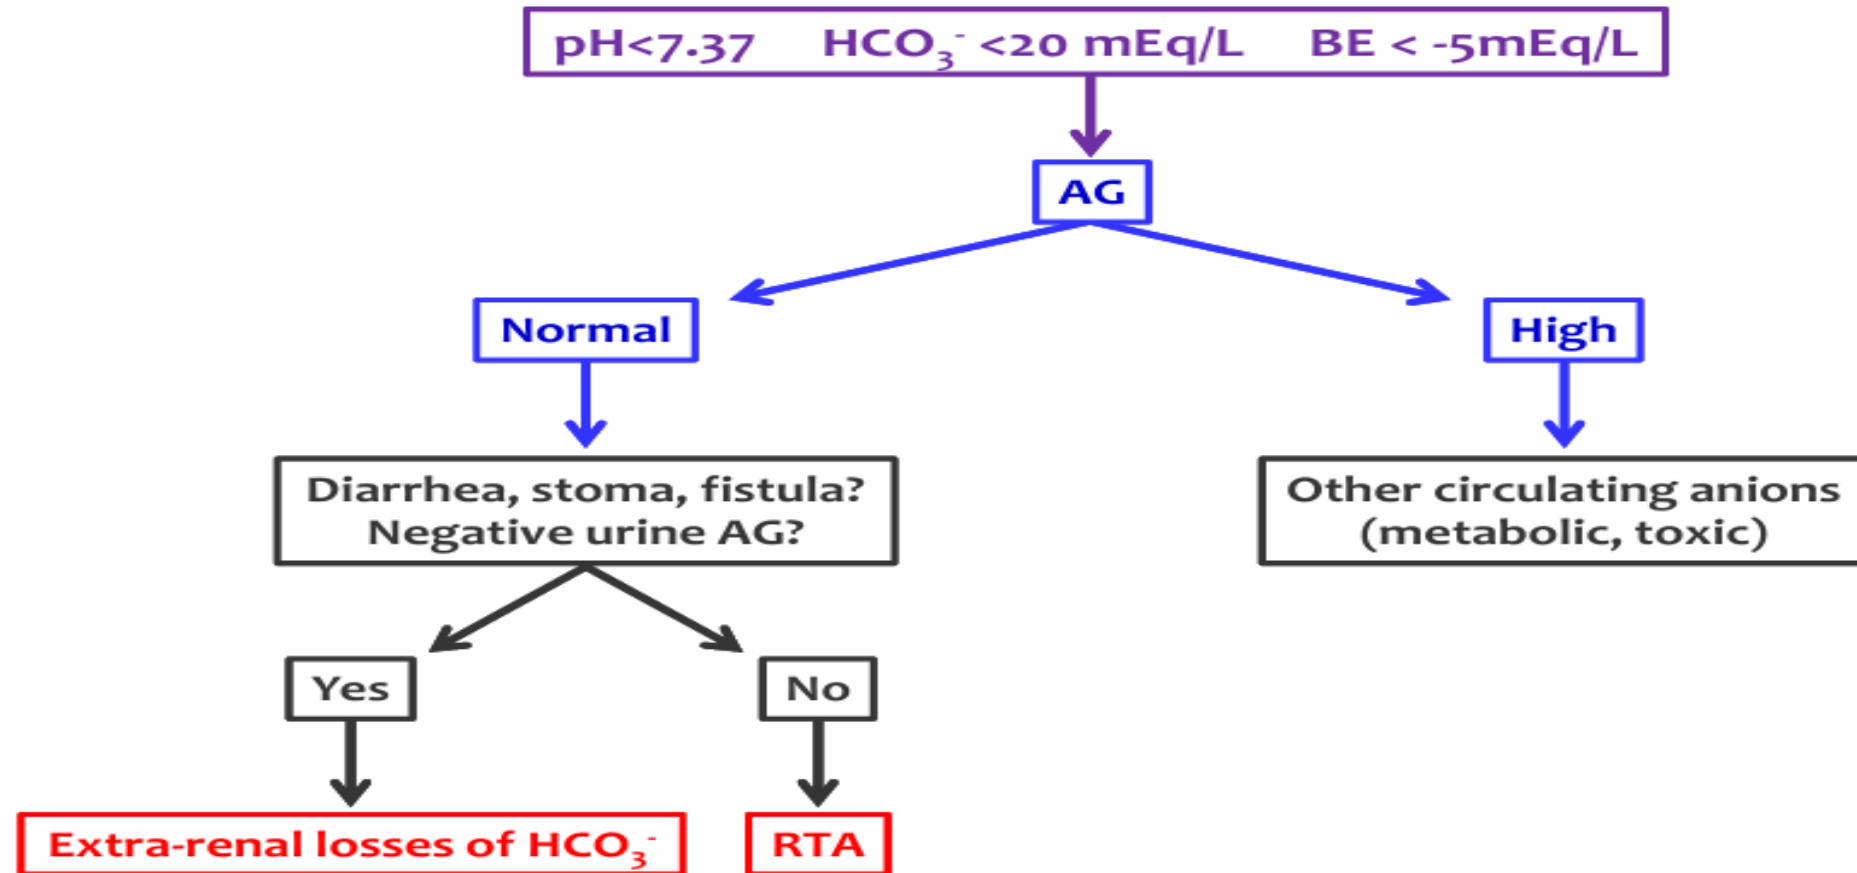 pH<7.37 HCO₃⁻ <20 mEq/L BE < -5mEq/L
AG
Normal
High
Diarrhea, stoma, fistula?
Negative urine AG?
Other circulating anions
(metabolic, toxic)
Yes
No
Extra-renal losses of HCO₃⁻
RTA